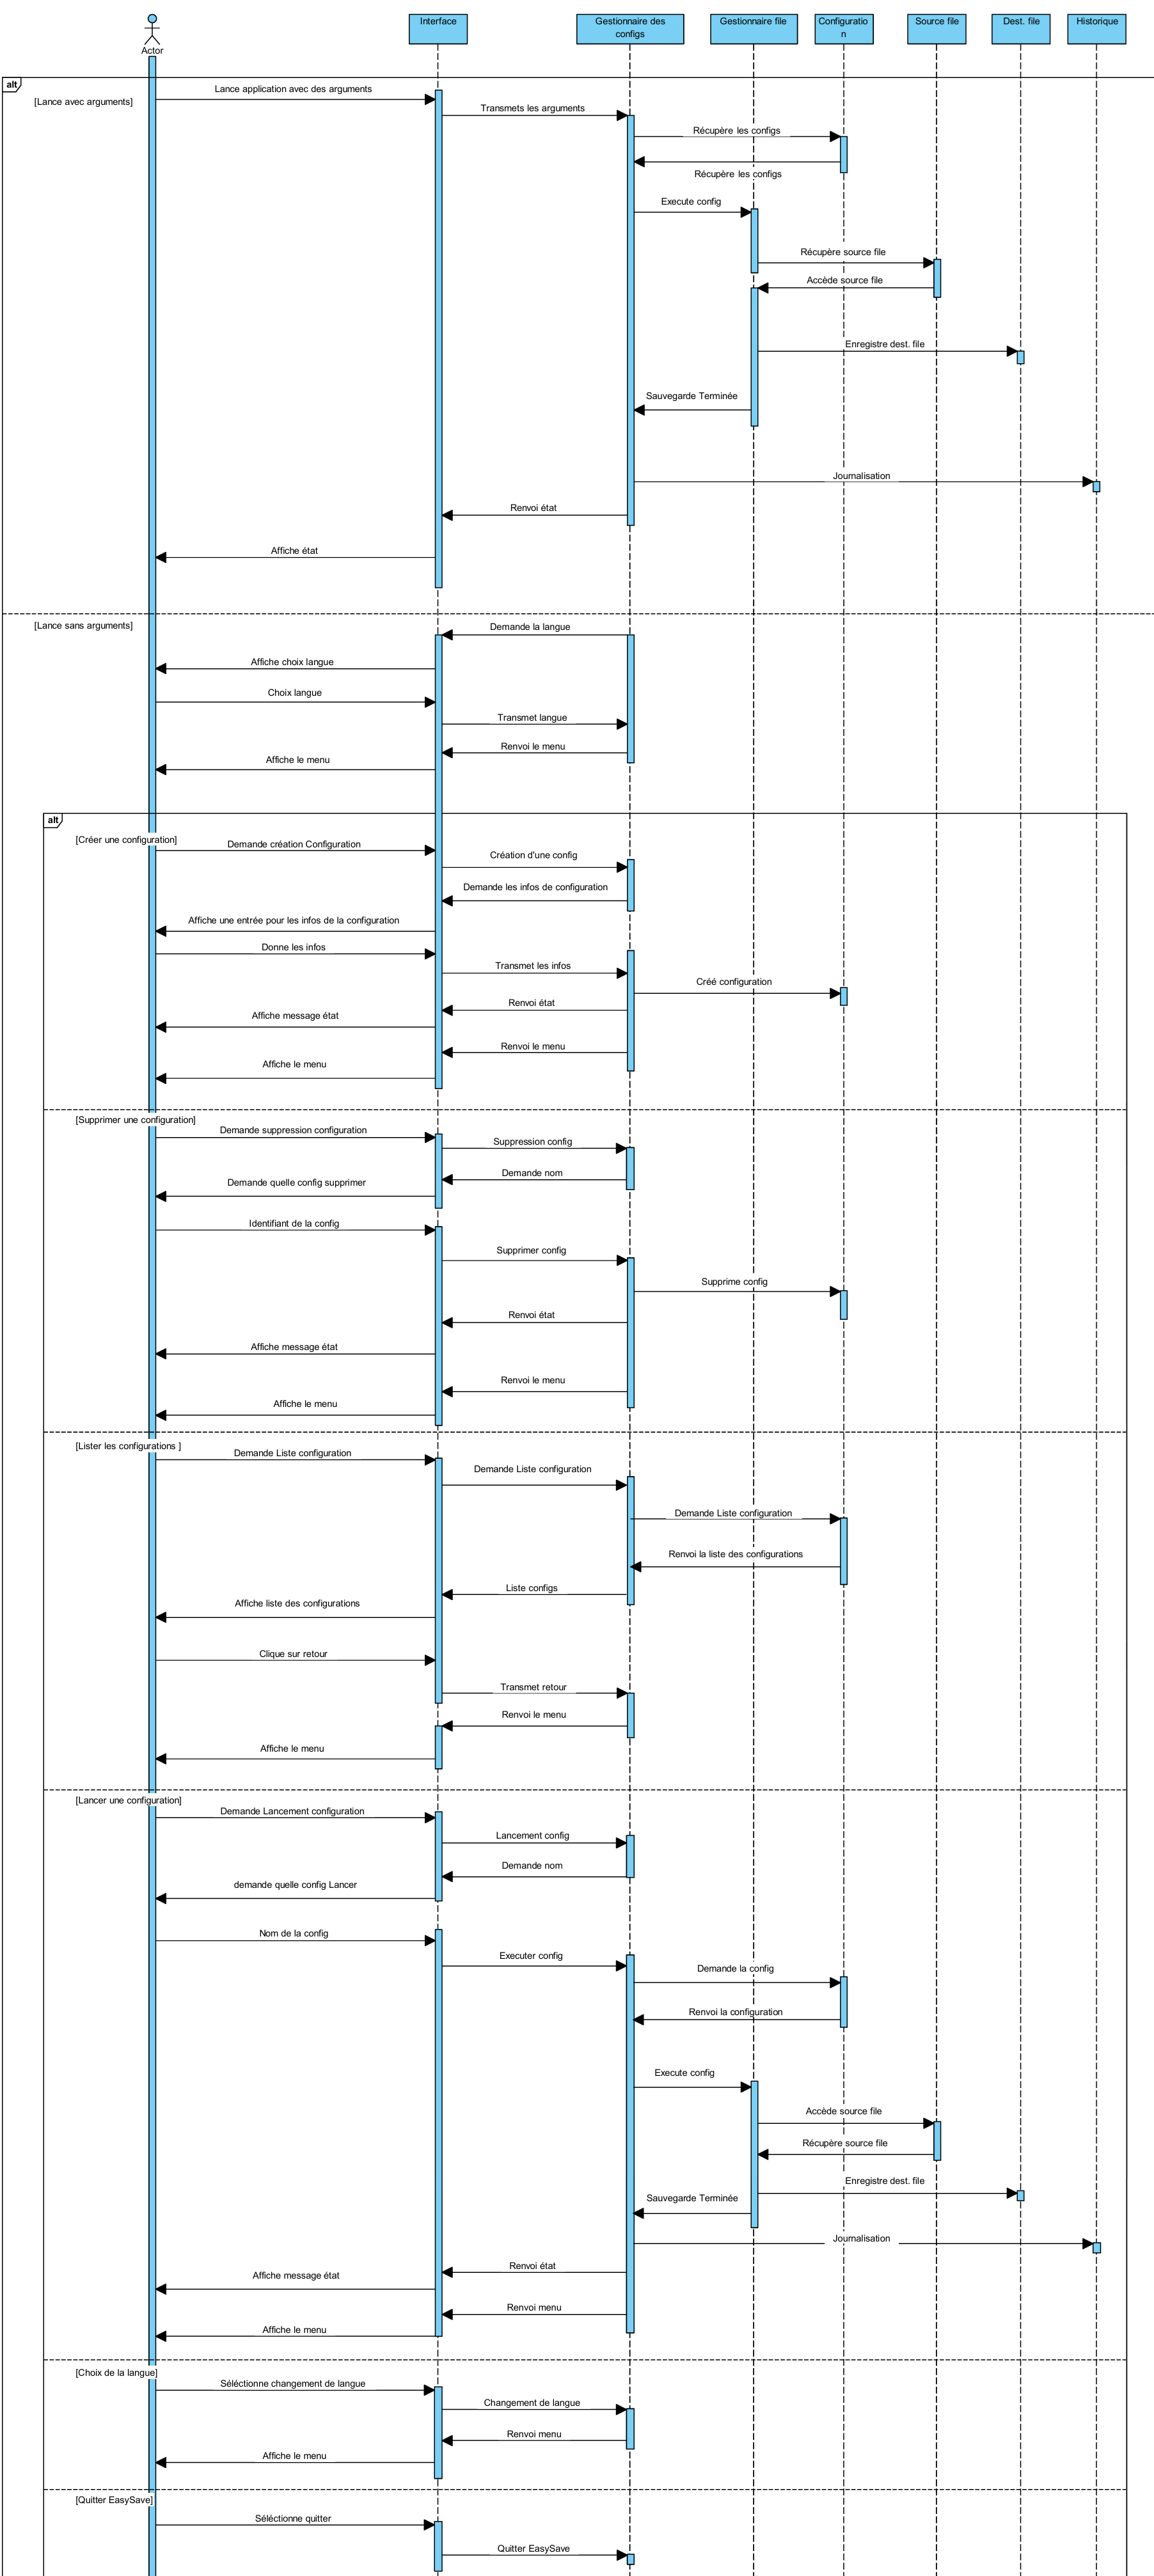 Actor
Interface
Gestionnaire des
configs
Gestionnaire file
Configuratio
n
Source file
Dest. file
Historique
alt
[Lance avec arguments]
Lance application avec des arguments
Transmets les arguments
Récupère les configs
Récupère les configs
Execute config
Récupère source file
Accède source file
Enregistre dest. file
Sauvegarde Terminée
Journalisation
Renvoi état
Affiche état
[Lance sans arguments]
Demande la langue
Affiche choix langue
Choix langue
Transmet langue
Renvoi le menu
Affiche le menu
alt
[Créer une configuration]
Demande création Configuration
Création d'une config
Demande les infos de configuration
Affiche une entrée pour les infos de la configuration
Donne les infos
Transmet les infos
Créé configuration
Renvoi état
Affiche message état
Renvoi le menu
Affiche le menu
[Supprimer une configuration]
Demande suppression configuration
Suppression config
Demande nom
Demande quelle config supprimer
Identifiant de la config
Supprimer config
Supprime config
Renvoi état
Affiche message état
Renvoi le menu
Affiche le menu
[Lister les configurations ]
Demande Liste configuration
Demande Liste configuration
Demande Liste configuration
Renvoi la liste des configurations
Liste configs
Affiche liste des configurations
Clique sur retour
Transmet retour
Renvoi le menu
Affiche le menu
[Lancer une configuration]
Demande Lancement configuration
Lancement config
Demande nom
demande quelle config Lancer
Nom de la config
Executer config
Demande la config
Renvoi la configuration
Execute config
Accède source file
Récupère source file
Enregistre dest. file
Sauvegarde Terminée
Journalisation
Renvoi état
Affiche message état
Renvoi menu
Affiche le menu
[Choix de la langue]
Séléctionne changement de langue
Changement de langue
Renvoi menu
Affiche le menu
[Quitter EasySave]
Séléctionne quitter
Quitter EasySave